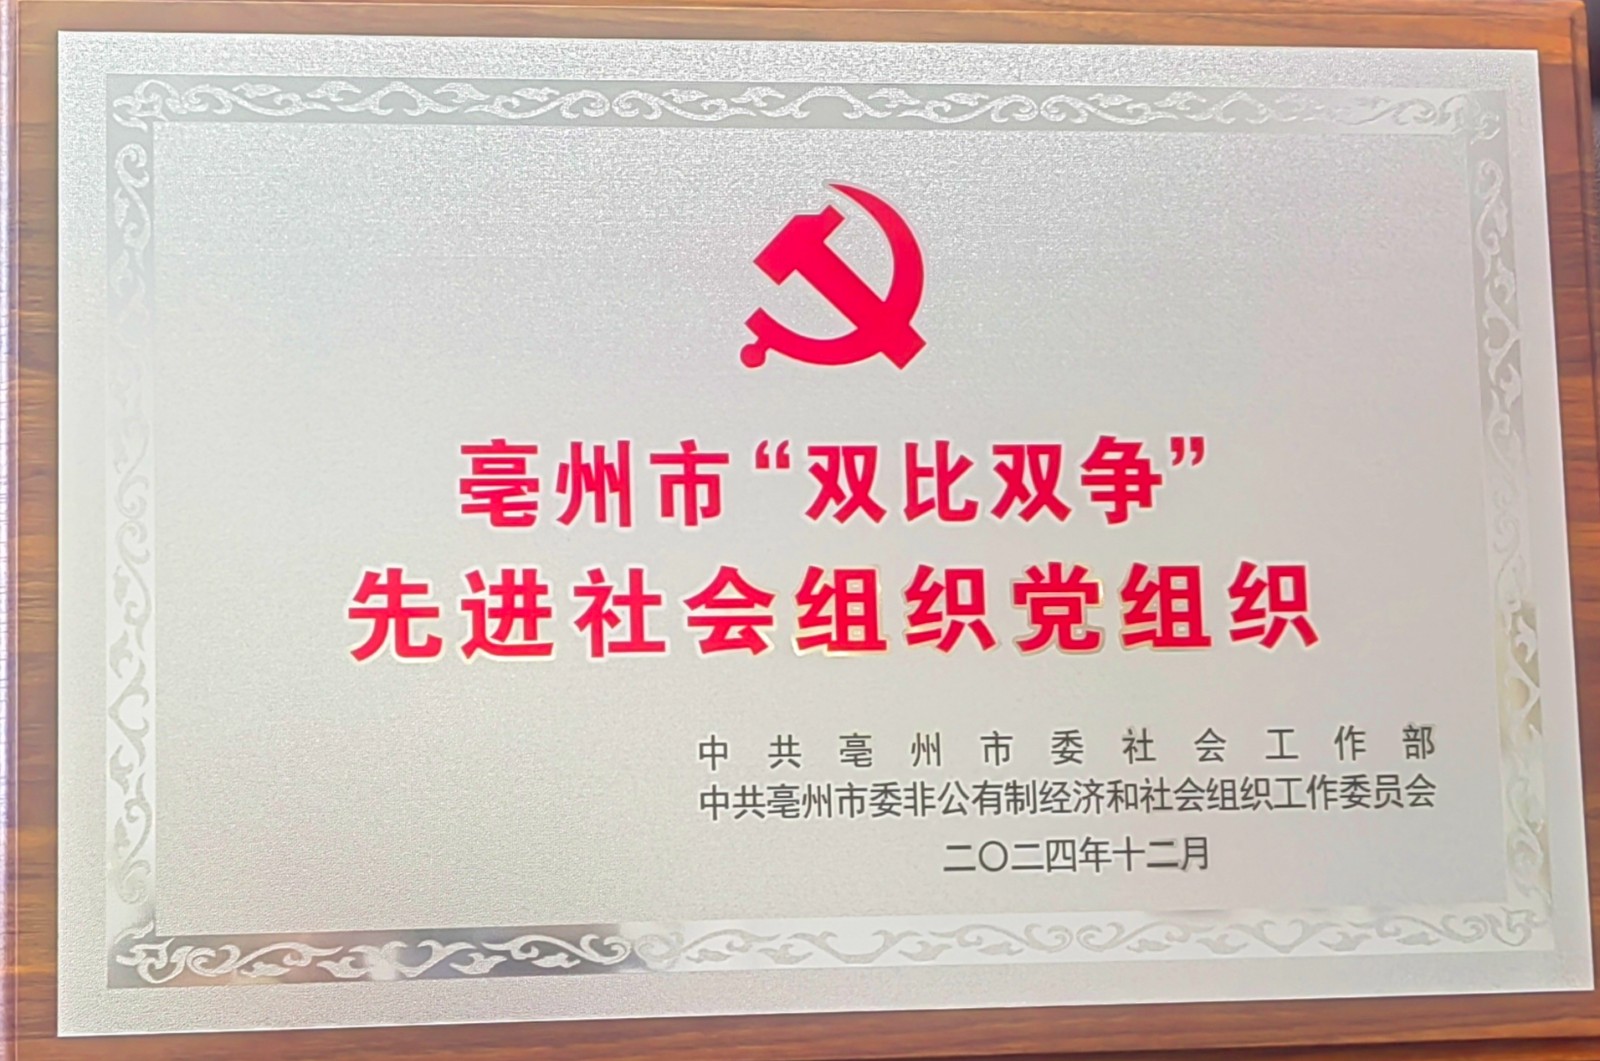 亳州市“双比双争”
先进社会组织党组织
中共亳州市委社会工作部
中共亳州市委非公有制经济和社会组织工作委员会
二〇二四年十二月